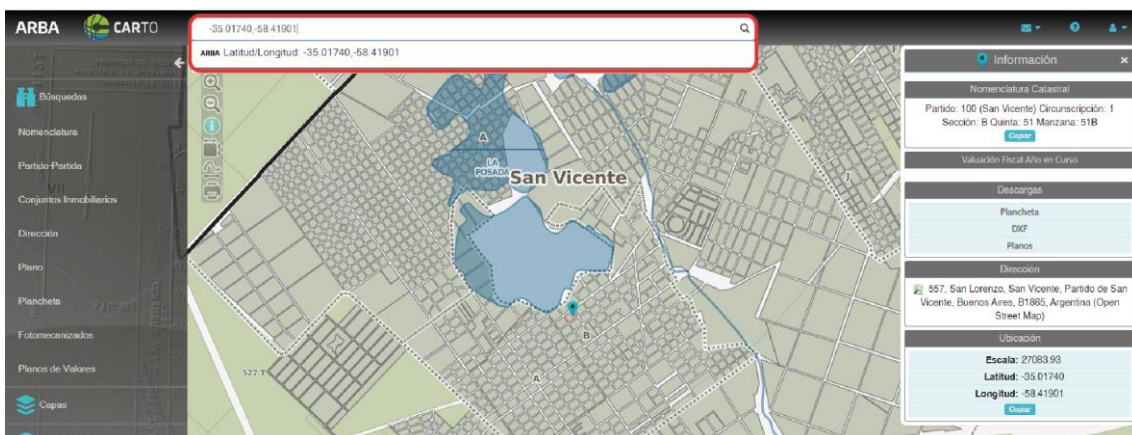 ARBA CARTO
-35.01740,-58.41901
ARBA Latitud/Longitud: -35.01740,-58.41901
Búsquedas
Nomenclatura
Partido-Partida
Conjuntos Inmobiliarios
Dirección
Plano
Plancheta
Fotomecanizados
Planos de Valores
Capas
A
LA
POSADA
San Vicente
J
B
A
527 T
Información ×
Nomenclatura Catastral
Partido: 100 (San Vicente) Circunscripción: 1
Sección: B Quinta: 51 Manzana: 51B
Copiar
Valuación Fiscal Año en Curso
Descargas
Plancheta
DXF
Planos
Dirección
557, San Lorenzo, San Vicente, Partido de San
Vicente, Buenos Aires, B1865, Argentina (Open
Street Map)
Ubicación
Escala: 27083.93
Latitud: -35.01740
Longitud: -58.41901
Copiar